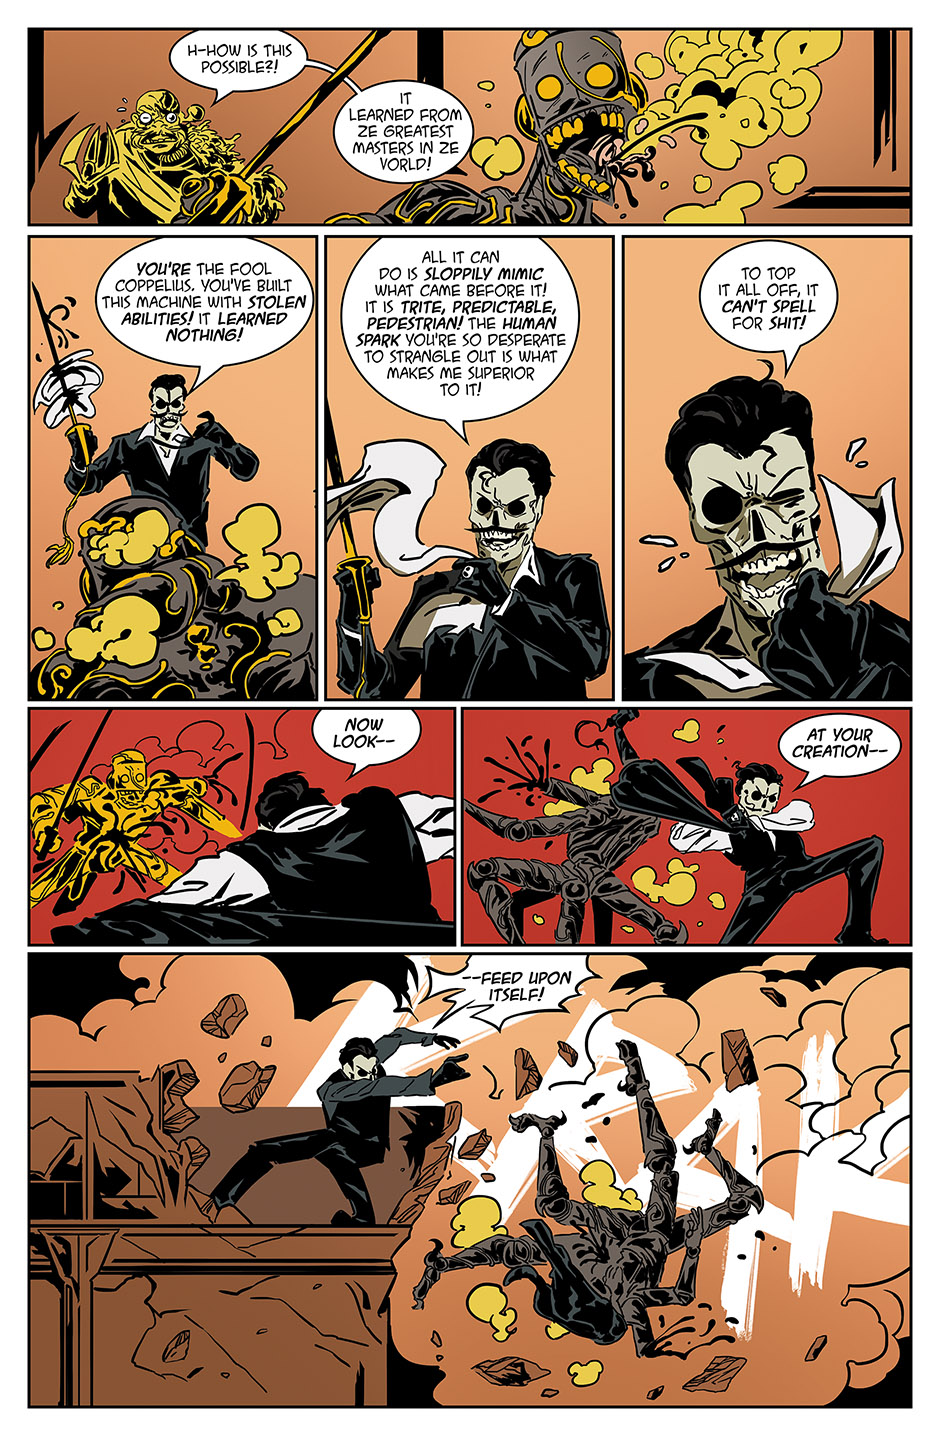 H-HOW IS THIS
POSSIBLE?!
IT
LEARNED FROM
ZE GREATEST
MASTERS IN ZE
VORLD!
YOU'RE THE FOOL
COPPELIUS. YOU'VE BUILT
THIS MACHINE WITH STOLEN
ABILITIES! IT LEARNED
NOTHING!
ALL IT CAN
DO IS SLOPPILY MIMIC
WHAT CAME BEFORE IT!
IT IS TRITE, PREDICTABLE,
PEDESTRIAN! THE HUMAN
SPARK YOU'RE SO DESPERATE
TO STRANGLE OUT IS WHAT
MAKES ME SUPERIOR
TO IT!
TO TOP
IT ALL OFF, IT
CAN'T SPELL
FOR SHIT!
NOW
LOOK--
AT YOUR
CREATION--
--FEED UPON
ITSELF!